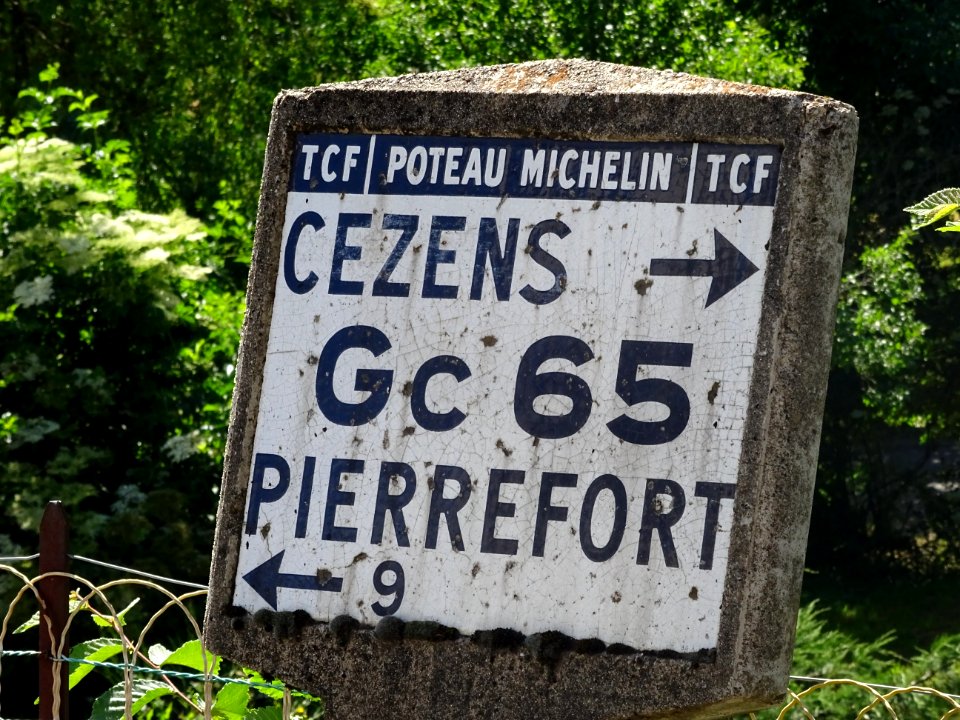 TCF | POTEAU MICHELIN | TCF
CEZENS →
Gc 65
PIERREFORT
← 9